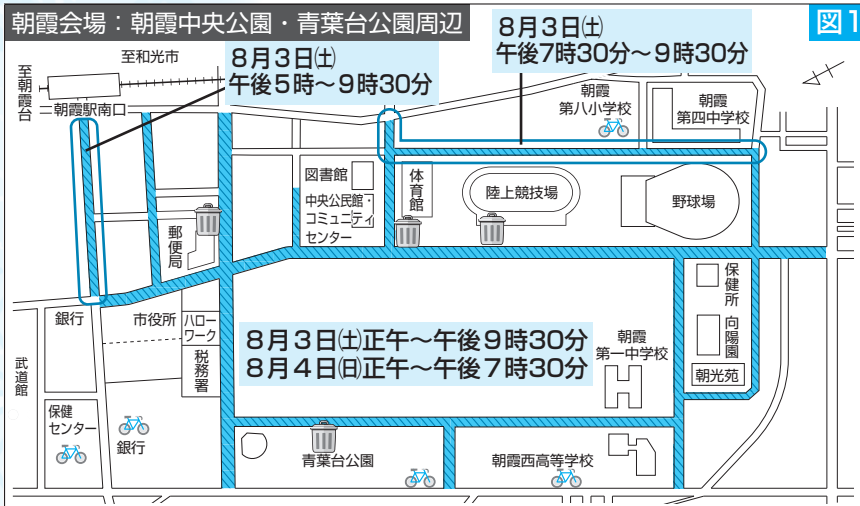 朝霞会場：朝霞中央公園・青葉台公園周辺
図1
至和光市
至朝霞台
朝霞駅南口
8月3日㈯
午後5時～9時30分
8月3日㈯
午後7時30分～9時30分
朝霞
第八小学校
朝霞
第四中学校
図書館
中央公民館・
コミュニティ
センター
体育館
陸上競技場
野球場
郵便局
保健所
向陽園
朝光苑
銀行
市役所
ハロー
ワーク
税務署
8月3日㈯正午～午後9時30分
8月4日㈰正午～午後7時30分
朝霞
第一中学校
武道館
保健
センター
銀行
青葉台公園
朝霞西高等学校